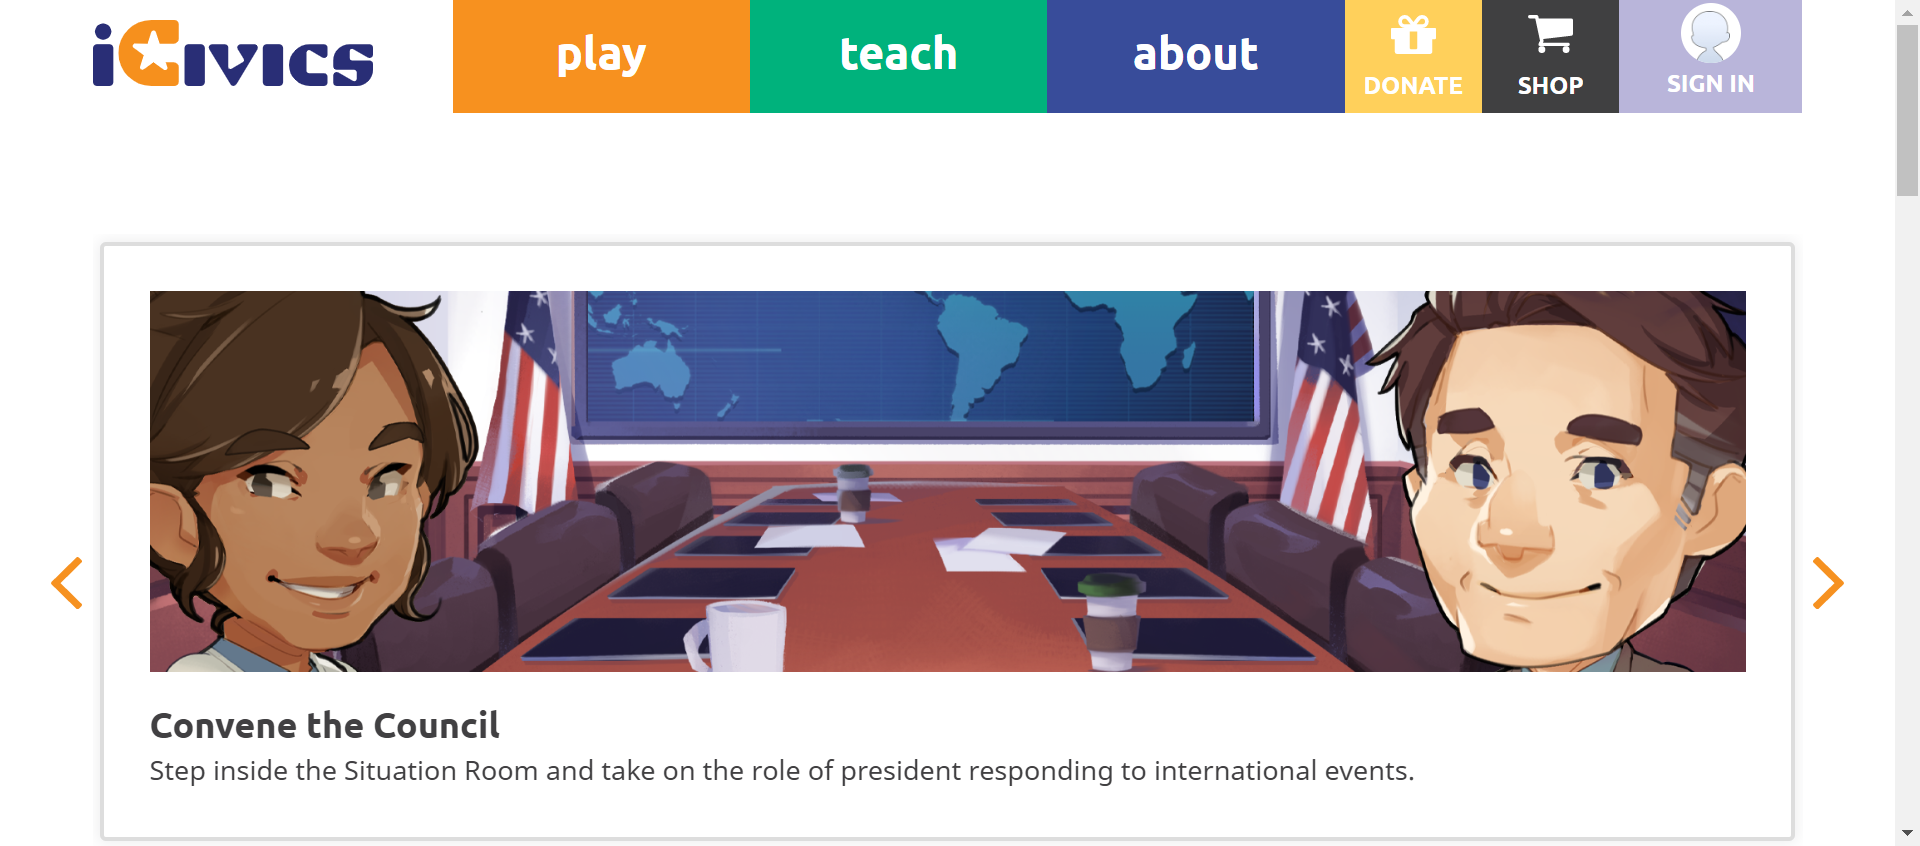 iCivics
play
teach
about
DONATE
SHOP
SIGN IN
Convene the Council
Step inside the Situation Room and take on the role of president responding to international events.